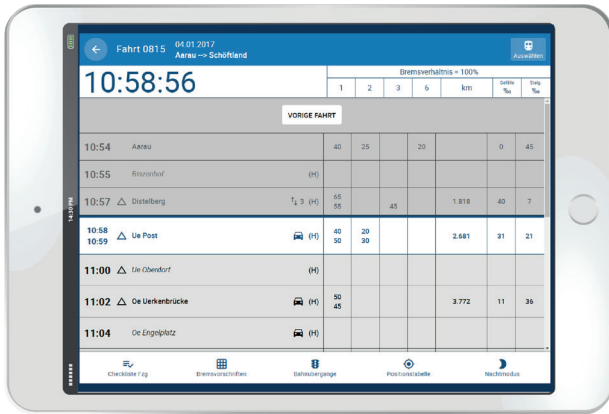 Fahrt 0815
04.01.2017
Aarau --> Schöftland
Auswählen
10:58:56
Bremsverhältnis = 100%
1 2 3 6 km Gefälle ‰ Steig. ‰
VORIGE FAHRT
10:54 Aarau 40 25 20 0 45
10:55 Binzenhof (H)
10:57 Distelberg 3 (H) 65 55 45 1.818 40 7
10:58 10:59 Ue Post (H) 40 50 20 30 2.681 31 21
11:00 Ue Oberdorf (H)
11:02 Oe Uerkenbrücke (H) 50 45 3.772 11 36
11:04 Oe Engelplatz (H)
Checkliste Fzg Bremsvorschriften Bahnübergänge Positionstabelle Nachtmodus
14:30 PM